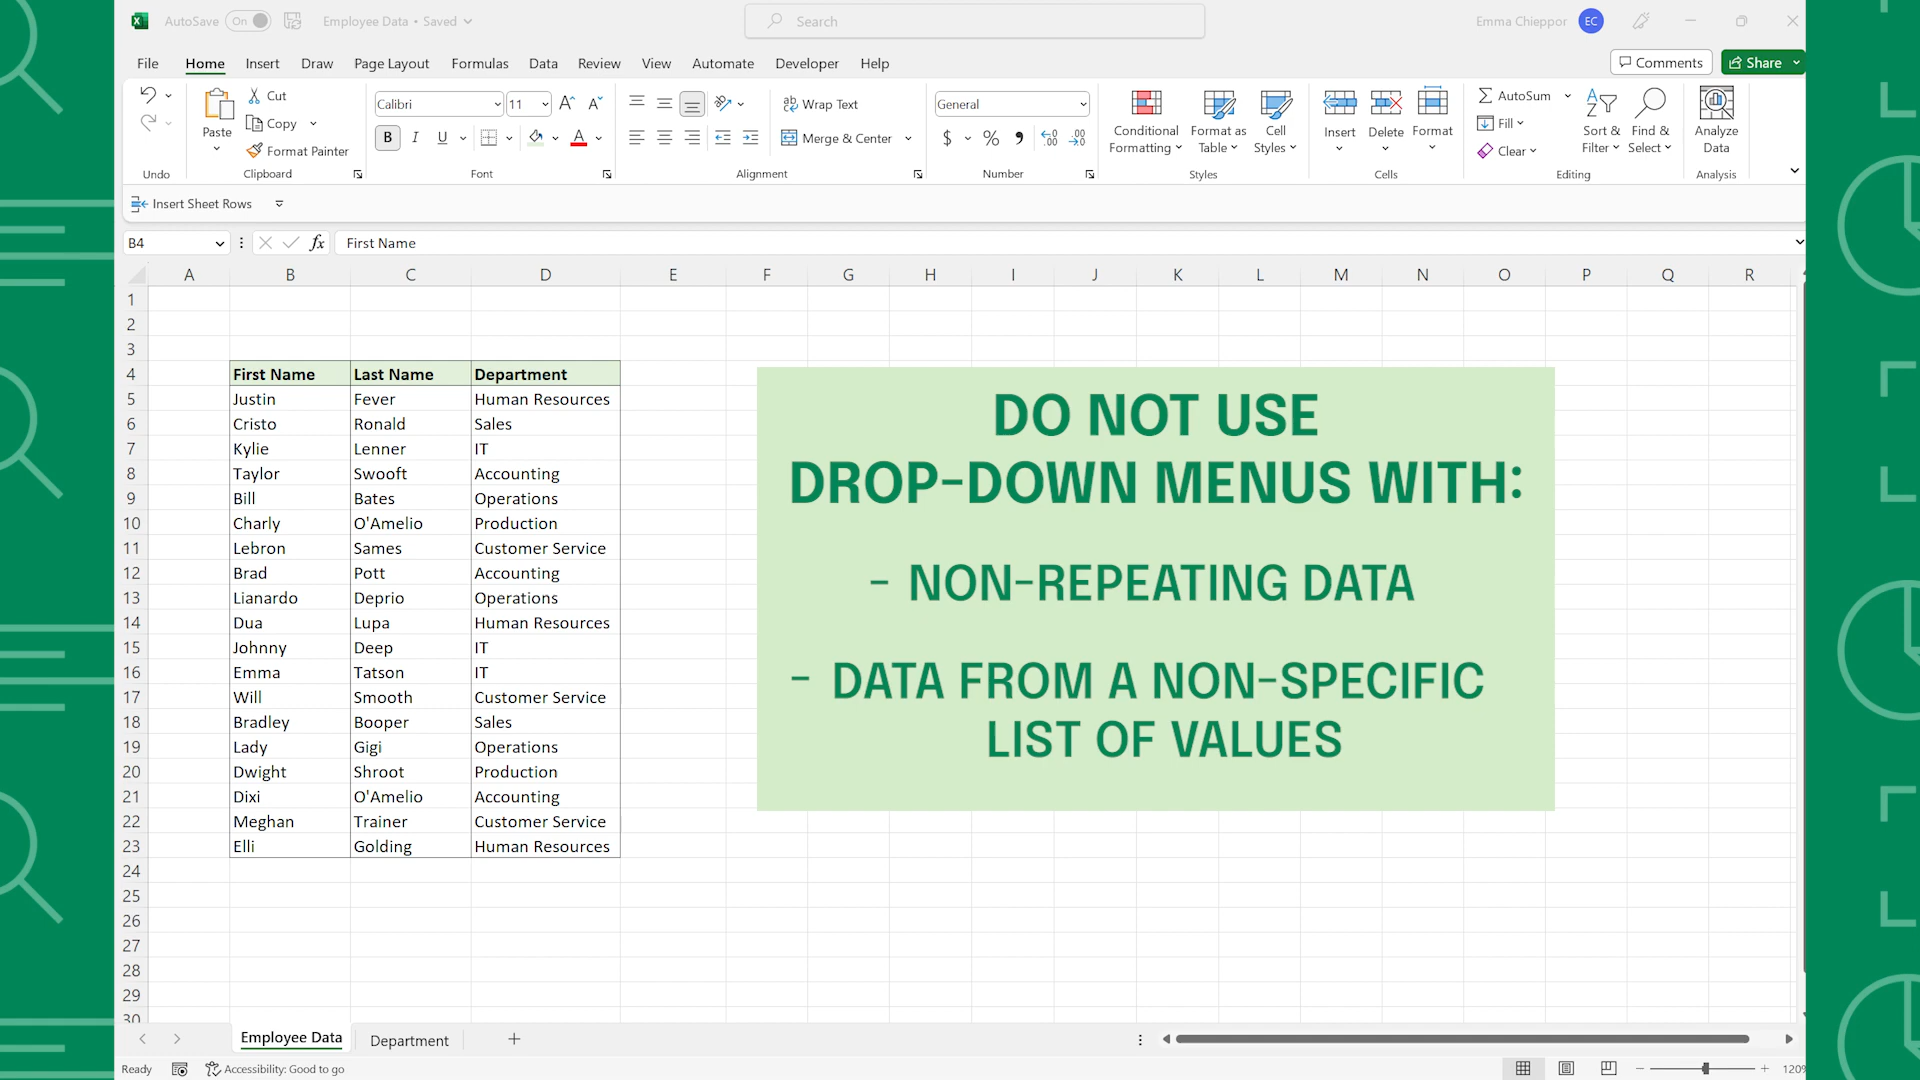 AutoSave On Employee Data • Saved Search Emma Chieppor EC
File Home Insert Draw Page Layout Formulas Data Review View Automate Developer Help Comments Share
Paste Cut Calibri 11 Wrap Text General Conditional Formatting Format as Table Cell Styles Insert Delete Format AutoSum Sort & Filter Find & Select Analyze Data
Copy B I U Merge & Center $ % Fill
Format Painter Clear
Undo Clipboard Font Alignment Number Styles Cells Editing Analysis
Insert Sheet Rows
B4 fx First Name
A B C D E F G H I J K L M N O P Q R
1
2
3
4 First Name Last Name Department
5 Justin Fever Human Resources
6 Cristo Ronald Sales
7 Kylie Lenner IT
8 Taylor Swooft Accounting
9 Bill Bates Operations
10 Charly O'Amelio Production
11 Lebron Sames Customer Service
12 Brad Pott Accounting
13 Lianardo Deprio Operations
14 Dua Lupa Human Resources
15 Johnny Deep IT
16 Emma Tatson IT
17 Will Smooth Customer Service
18 Bradley Booper Sales
19 Lady Gigi Operations
20 Dwight Shroot Production
21 Dixi O'Amelio Accounting
22 Meghan Trainer Customer Service
23 Elli Golding Human Resources
24
25
26
27
28
29
30
DO NOT USE
DROP-DOWN MENUS WITH:
- NON-REPEATING DATA
- DATA FROM A NON-SPECIFIC
LIST OF VALUES
Employee Data Department
Ready Accessibility: Good to go 120%